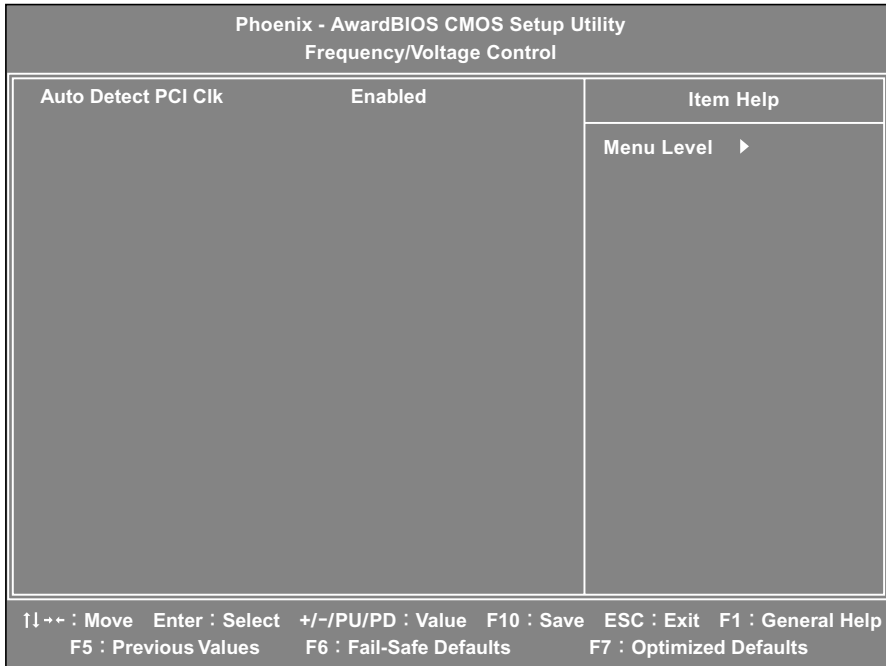 Phoenix - AwardBIOS CMOS Setup Utility
Frequency/Voltage Control
Auto Detect PCI Clk Enabled
Item Help
Menu Level ▶
↑↓→← : Move Enter : Select +/-/PU/PD : Value F10 : Save ESC : Exit F1 : General Help
F5 : Previous Values F6 : Fail-Safe Defaults F7 : Optimized Defaults